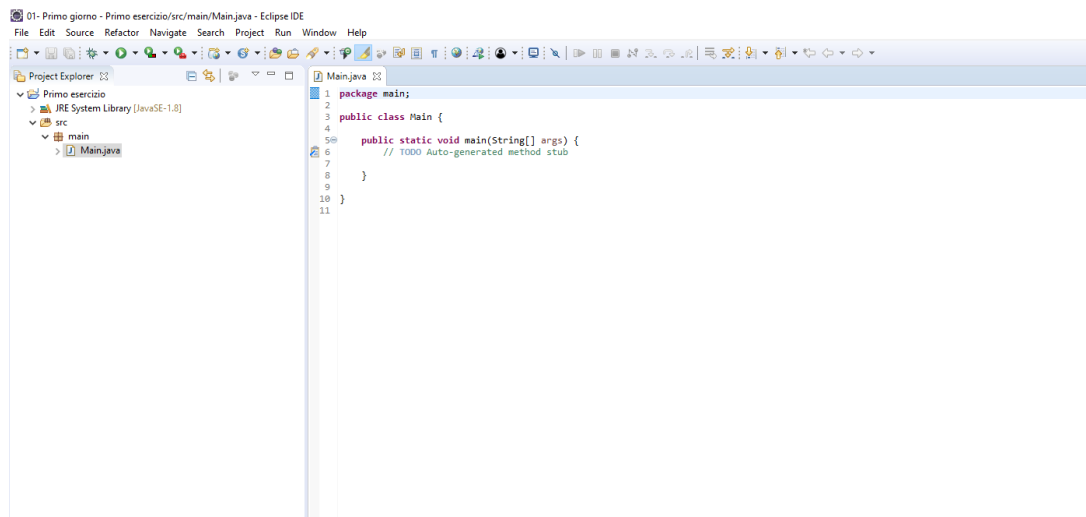 01- Primo giorno - Primo esercizio/src/main/Main.java - Eclipse IDE
File Edit Source Refactor Navigate Search Project Run Window Help
Project Explorer
Main.java
Primo esercizio
JRE System Library [JavaSE-1.8]
src
main
Main.java
1 package main;
2
3 public class Main {
4
5 public static void main(String[] args) {
6 // TODO Auto-generated method stub
7
8 }
9
10 }
11